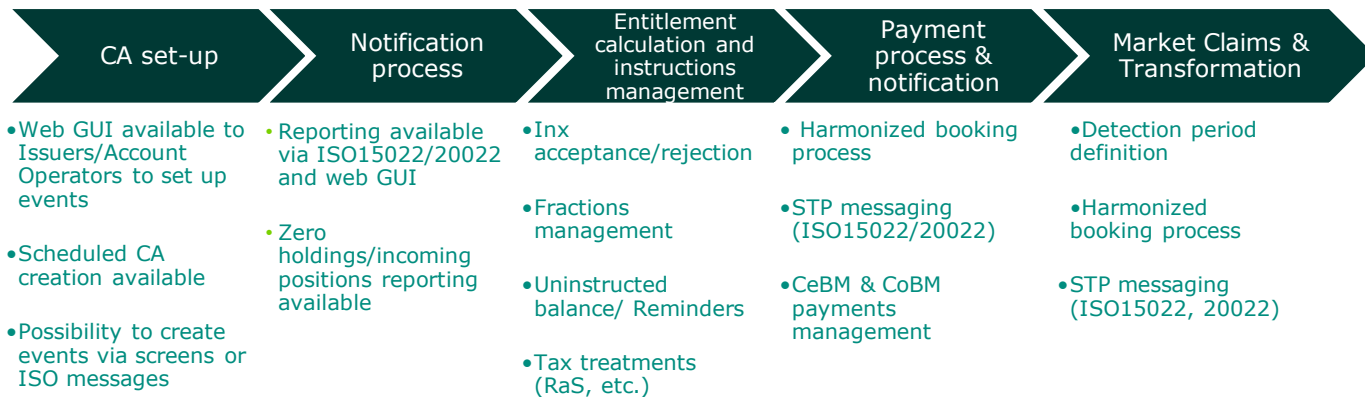 CA set-up
Notification
process
Entitlement
calculation and
instructions
management
Payment
process &
notification
Market Claims &
Transformation
•Web GUI available to
Issuers/Account
Operators to set up
events
•Scheduled CA
creation available
•Possibility to create
events via screens or
ISO messages
• Reporting available
via ISO15022/20022
and web GUI
• Zero
holdings/incoming
positions reporting
available
•Inx
acceptance/rejection
•Fractions
management
•Uninstructed
balance/ Reminders
•Tax treatments
(RaS, etc.)
• Harmonized booking
process
•STP messaging
(ISO15022/20022)
•CeBM & CoBM
payments
management
•Detection period
definition
•Harmonized
booking process
•STP messaging
(ISO15022, 20022)